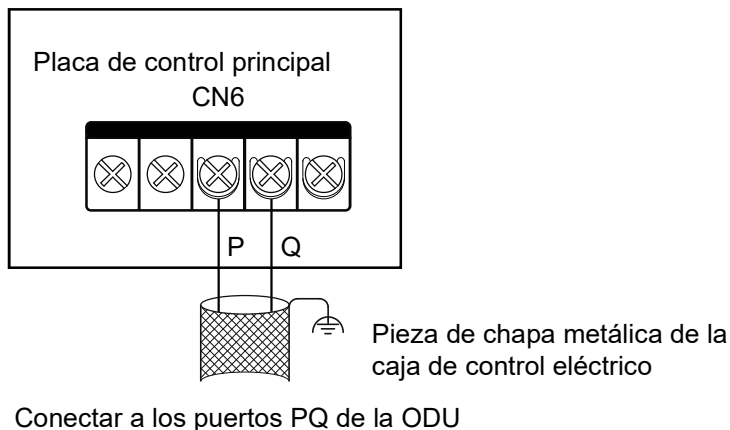 Placa de control principal
CN6
P Q
Pieza de chapa metálica de la
caja de control eléctrico
Conectar a los puertos PQ de la ODU